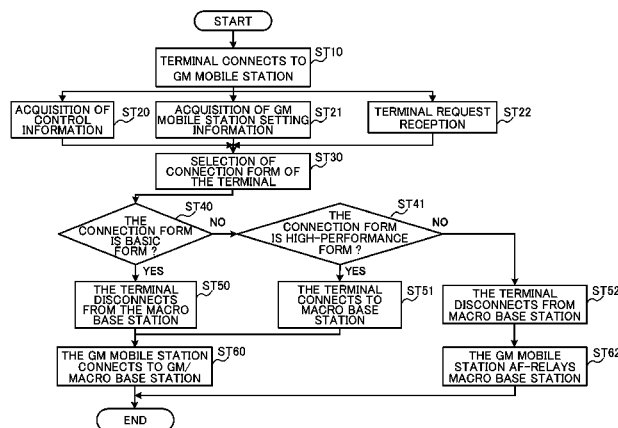 START
ST10
TERMINAL CONNECTS TO
GM MOBILE STATION
ACQUISITION OF
CONTROL
INFORMATION
ST20
ACQUISITION OF GM
MOBILE STATION SETTING
INFORMATION
ST21
TERMINAL REQUEST
RECEPTION
ST22
ST30
SELECTION OF
CONNECTION FORM OF
THE TERMINAL
ST40
THE
CONNECTION FORM
IS BASIC
FORM ?
NO
YES
ST41
THE
CONNECTION FORM
IS HIGH-PERFORMANCE
FORM ?
NO
YES
THE TERMINAL
DISCONNECTS
FROM THE MACRO
BASE STATION
ST50
THE TERMINAL
CONNECTS TO
MACRO BASE
STATION
ST51
THE TERMINAL
DISCONNECTS FROM
MACRO BASE STATION
ST52
THE GM MOBILE STATION
CONNECTS TO GM/
MACRO BASE STATION
ST60
THE GM MOBILE
STATION AF-RELAYS
MACRO BASE STATION
ST62
END